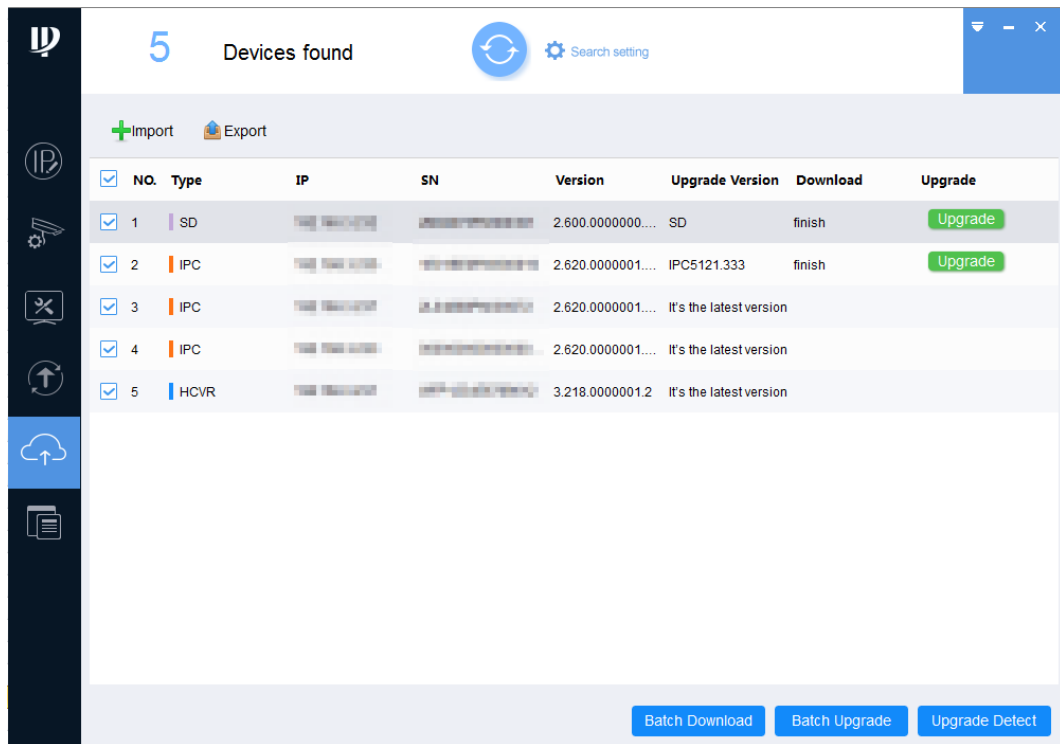 5 Devices found Search setting
Import Export
NO. Type IP SN Version Upgrade Version Download Upgrade
1 SD 2.600.0000000.... SD finish Upgrade
2 IPC 2.620.0000001.... IPC5121.333 finish Upgrade
3 IPC 2.620.0000001.... It's the latest version
4 IPC 2.620.0000001.... It's the latest version
5 HCVR 3.218.0000001.2 It's the latest version
Batch Download Batch Upgrade Upgrade Detect